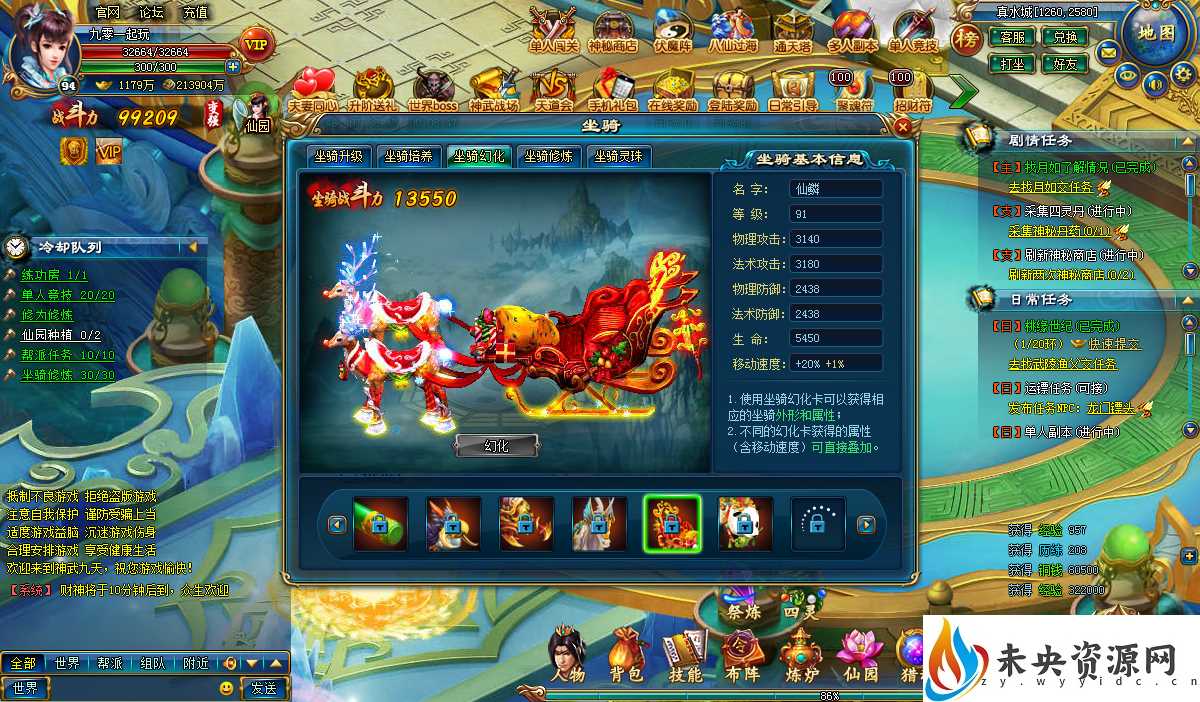 官网 论坛 充值
九零一起玩
32664/32664
300/300
VIP
94
1179万 213904万
战斗力 99209
变强
仙园
VIP
单人闯关 神秘商店 伏魔阵 八仙过海 通天塔 多人副本 单人竞技
100 100
夫妻同心 升阶送礼 世界boss 神武战场 天道会 手机礼包 在线奖励 登陆奖励 日常引导 聚魂符 招财符
真水城[1260,2580]
榜 客服 兑换 地图
打坐 好友
冷却队列
练功房 1/1
单人竞技 20/20
修为修炼
仙园种植 0/2
帮派任务 10/10
坐骑修炼 30/30
坐骑
坐骑升级 坐骑培养 坐骑幻化 坐骑修炼 坐骑灵珠
坐骑战斗力 13550
幻化
坐骑基本信息
名 字: 仙麟
等 级: 91
物理攻击: 3140
法术攻击: 3180
物理防御: 2438
法术防御: 2438
生 命: 5450
移动速度: +20% +1%
1.使用坐骑幻化卡可以获得相
应的坐骑外形和属性;
2.不同的幻化卡获得的属性
(含移动速度)可直接叠加。
剧情任务
【主】找月如了解情况(已完成)
去找月如交任务
【支】采集四灵丹(进行中)
采集神秘丹药(0/1)
【支】刷新神秘商店(进行中)
刷新两次神秘商店(0/2)
日常任务
【日】桃缘世纪(已完成)
(1/20环) 快速提交
去找武陵渔父交任务
【日】运镖任务(可接)
发布任务NPC: 龙门镖头
【日】单人副本(进行中)
抵制不良游戏 拒绝盗版游戏
注意自我保护 谨防受骗上当
适度游戏益脑 沉迷游戏伤身
合理安排游戏 享受健康生活
欢迎来到神武九天,祝您游戏愉快!
【系统】 财神将于10分钟后到, 众生欢迎
获得 经验 957
获得 历练 208
获得 铜钱 80500
获得 经验 322000
全部 世界 帮派 组队 附近
世界 发送
祭炼 四灵
人物 背包 技能 布阵 炼炉 仙园
86%
未央资源网
zy.wyyidc.cn